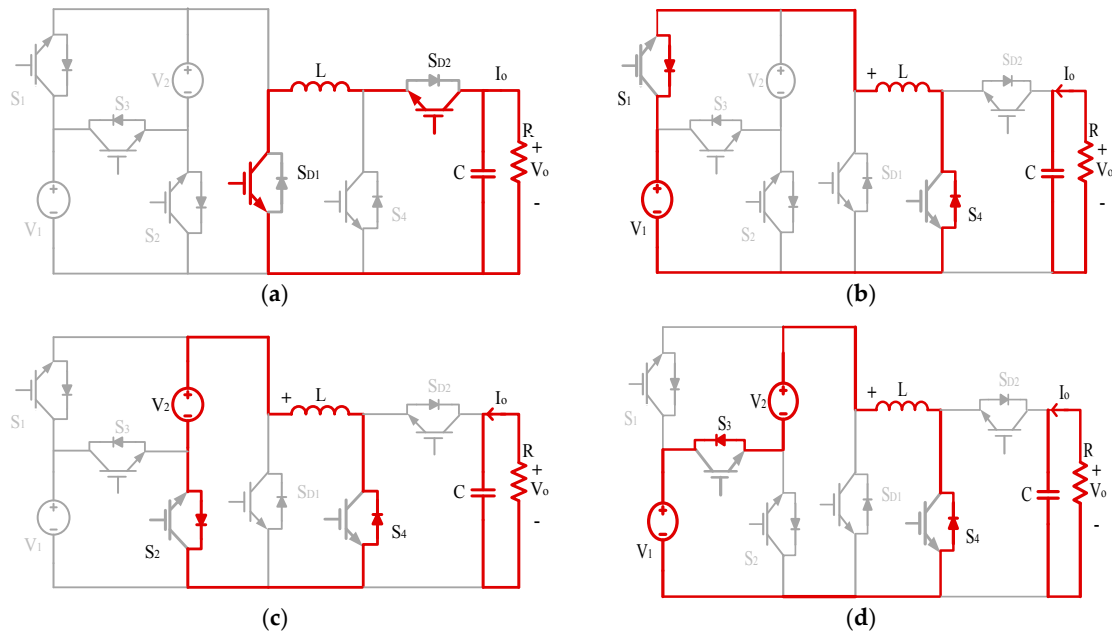 S1
V2
S3
V1
S2
L
SD1
SD2
S4
Io
C
R
+
Vo
-
(a)
S1
V2
S3
V1
S2
+ L
SD1
SD2
S4
Io
C
R
+
Vo
-
(b)
S1
V2
S3
V1
S2
+ L
SD1
SD2
S4
Io
C
R
+
Vo
-
(c)
S1
V2
S3
V1
S2
+ L
SD1
SD2
S4
Io
C
R
+
Vo
-
(d)